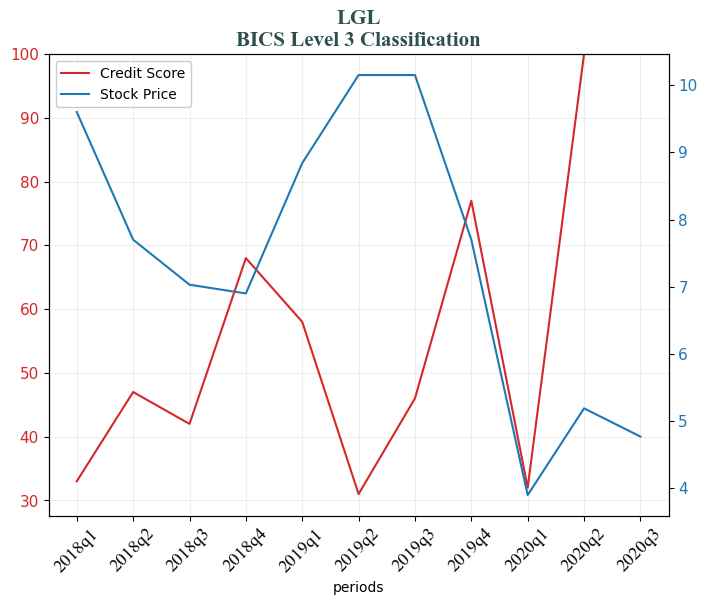 LGL
BICS Level 3 Classification
Credit Score
Stock Price
100
90
80
70
60
50
40
30
10
9
8
7
6
5
4
2018q1
2018q2
2018q3
2018q4
2019q1
2019q2
2019q3
2019q4
2020q1
2020q2
2020q3
periods